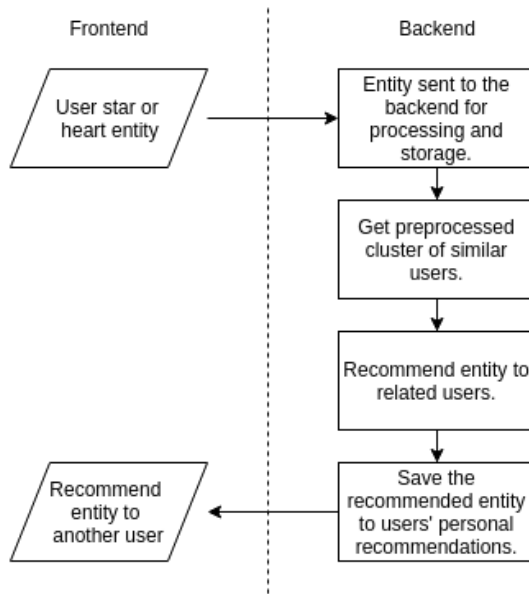 Frontend
Backend
User star or
heart entity
Entity sent to the
backend for
processing and
storage.
Get preprocessed
cluster of similar
users.
Recommend entity to
related users.
Save the
recommended entity
to users' personal
recommendations.
Recommend
entity to
another user